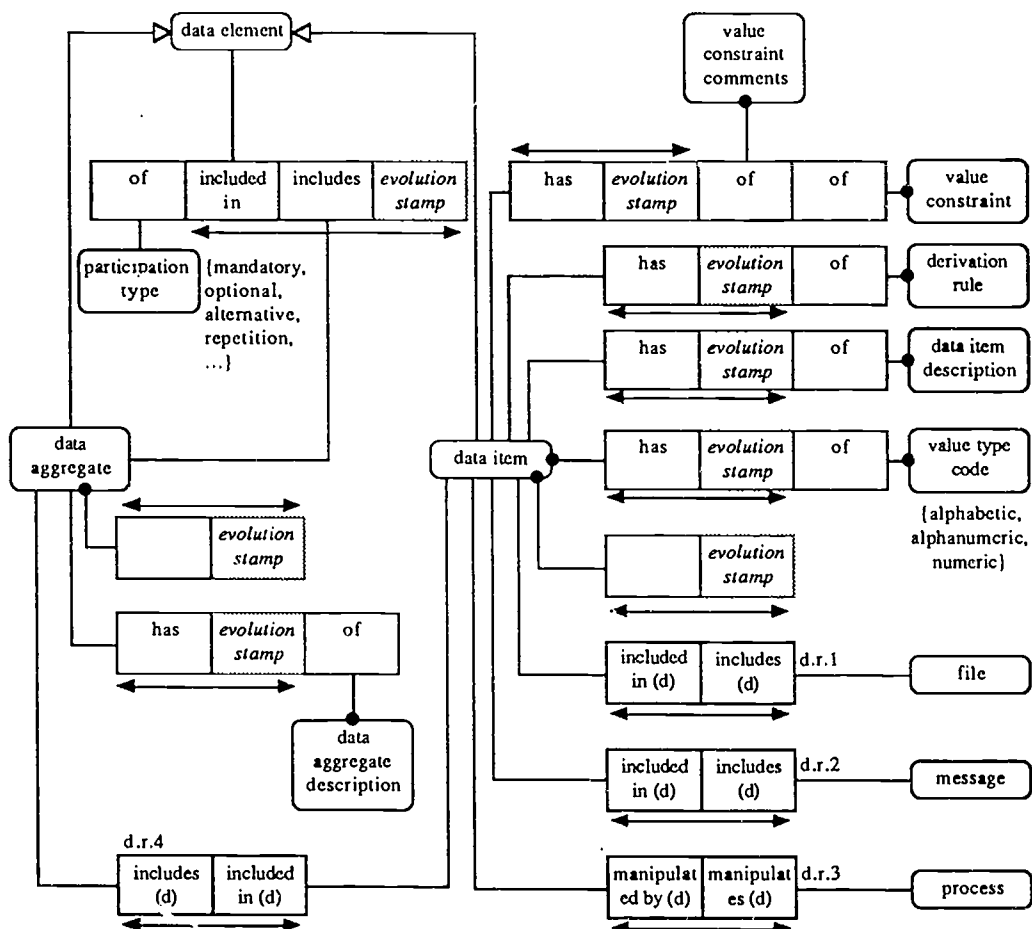 data element
value
constraint
comments
of
included
in
includes
evolution
stamp
has
evolution
stamp
of
of
value
constraint
participation
type
{mandatory,
optional,
alternative,
repetition,
...}
has
evolution
stamp
of
derivation
rule
has
evolution
stamp
of
data item
description
data
aggregate
data item
has
evolution
stamp
of
value type
code
{alphabetic,
alphanumeric,
numeric}
evolution
stamp
evolution
stamp
has
evolution
stamp
of
included
in (d)
includes
(d)
d.r.1
file
data
aggregate
description
included
in (d)
includes
(d)
d.r.2
message
d.r.4
includes
(d)
included
in (d)
manipulat
ed by (d)
manipulat
es (d)
d.r.3
process